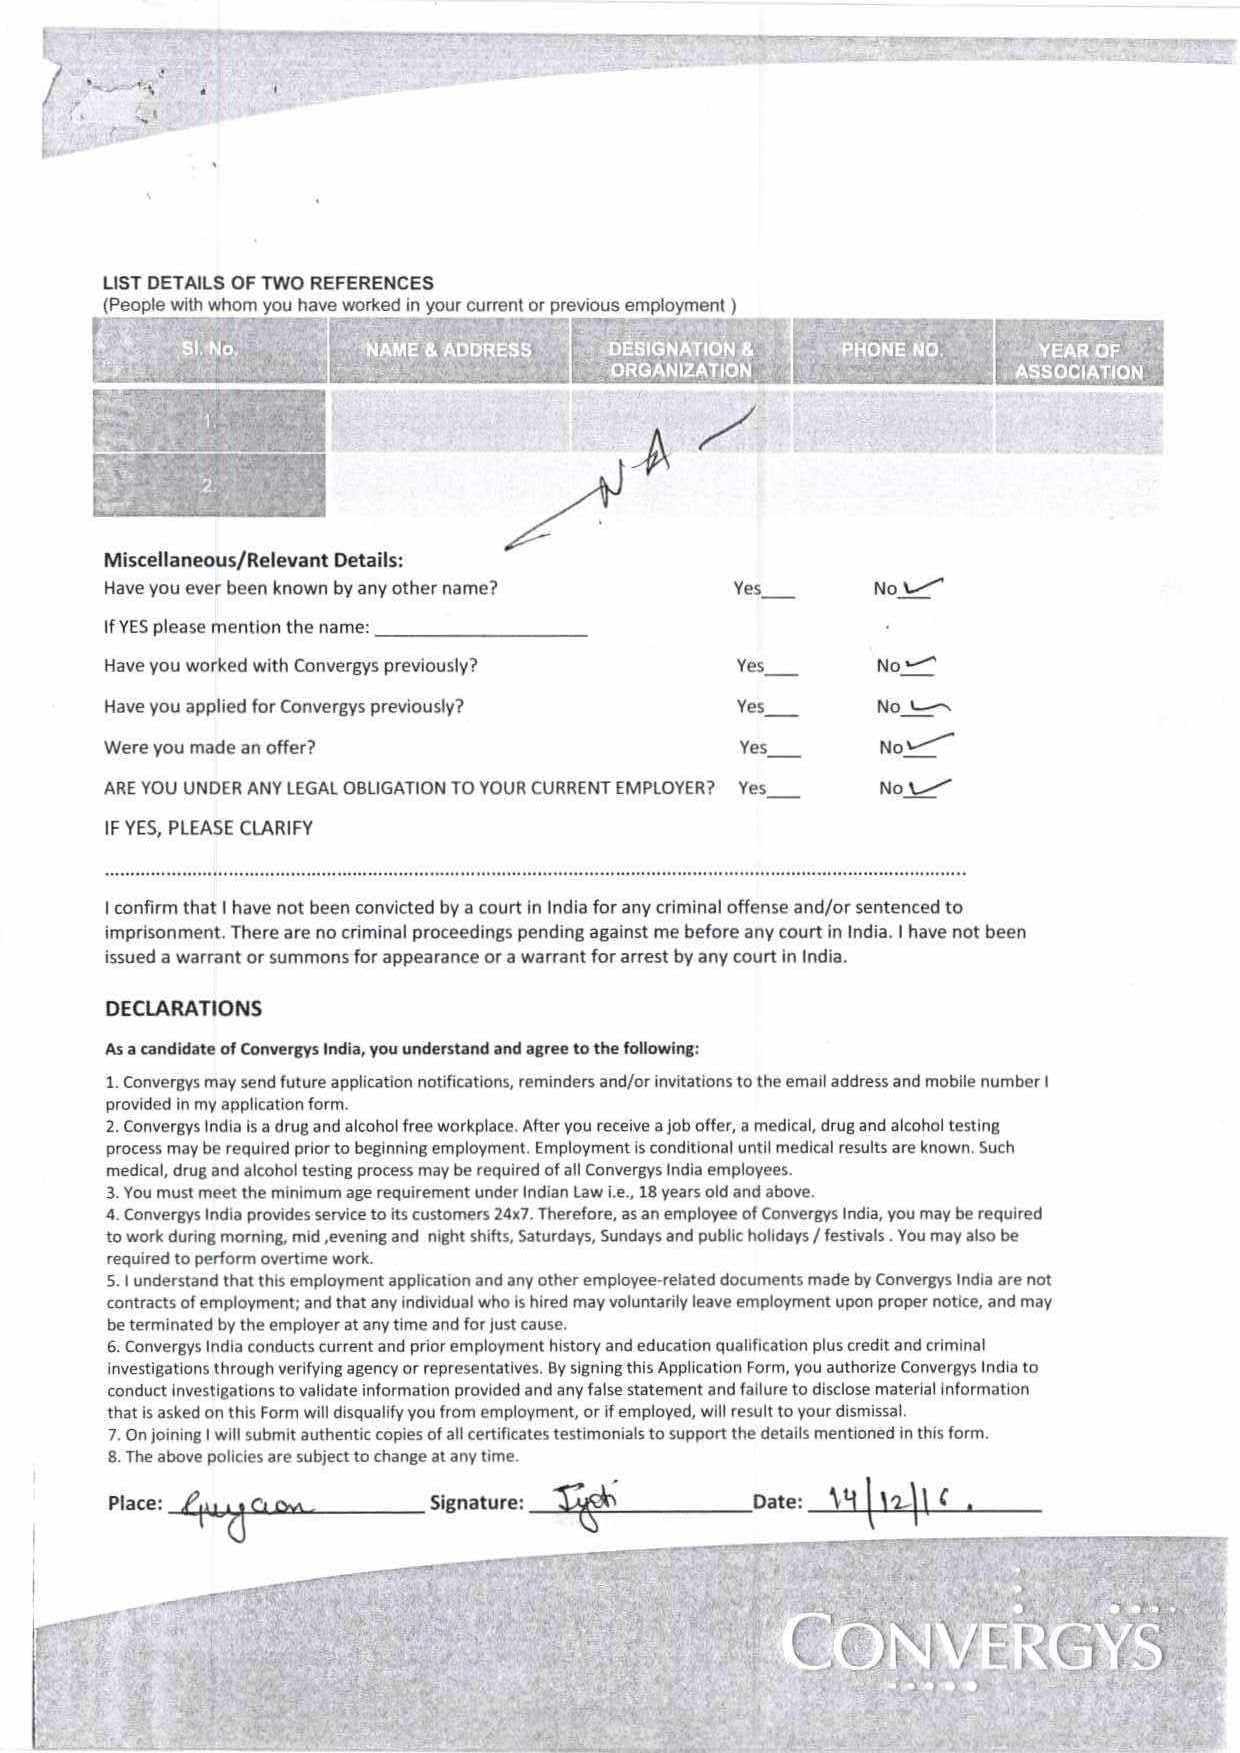 LIST DETAILS OF TWO REFERENCES
(People with whom you have worked in your current or previous employment )
Sl. No. NAME & ADDRESS DESIGNATION & ORGANIZATION PHONE NO. YEAR OF ASSOCIATION
1.
2.
NA
Miscellaneous/Relevant Details:
Have you ever been known by any other name? Yes___ No ✓
If YES please mention the name: ____________________
Have you worked with Convergys previously? Yes___ No ✓
Have you applied for Convergys previously? Yes___ No ✓
Were you made an offer? Yes___ No ✓
ARE YOU UNDER ANY LEGAL OBLIGATION TO YOUR CURRENT EMPLOYER? Yes___ No ✓
IF YES, PLEASE CLARIFY
I confirm that I have not been convicted by a court in India for any criminal offense and/or sentenced to
imprisonment. There are no criminal proceedings pending against me before any court in India. I have not been
issued a warrant or summons for appearance or a warrant for arrest by any court in India.
DECLARATIONS
As a candidate of Convergys India, you understand and agree to the following:
1. Convergys may send future application notifications, reminders and/or invitations to the email address and mobile number I
provided in my application form.
2. Convergys India is a drug and alcohol free workplace. After you receive a job offer, a medical, drug and alcohol testing
process may be required prior to beginning employment. Employment is conditional until medical results are known. Such
medical, drug and alcohol testing process may be required of all Convergys India employees.
3. You must meet the minimum age requirement under Indian Law i.e., 18 years old and above.
4. Convergys India provides service to its customers 24x7. Therefore, as an employee of Convergys India, you may be required
to work during morning, mid ,evening and night shifts, Saturdays, Sundays and public holidays / festivals . You may also be
required to perform overtime work.
5. I understand that this employment application and any other employee-related documents made by Convergys India are not
contracts of employment; and that any individual who is hired may voluntarily leave employment upon proper notice, and may
be terminated by the employer at any time and for just cause.
6. Convergys India conducts current and prior employment history and education qualification plus credit and criminal
investigations through verifying agency or representatives. By signing this Application Form, you authorize Convergys India to
conduct investigations to validate information provided and any false statement and failure to disclose material information
that is asked on this Form will disqualify you from employment, or if employed, will result to your dismissal.
7. On joining I will submit authentic copies of all certificates testimonials to support the details mentioned in this form.
8. The above policies are subject to change at any time.
Place: Gurgaon Signature: Jyoti Date: 14/12/16.
CONVERGYS